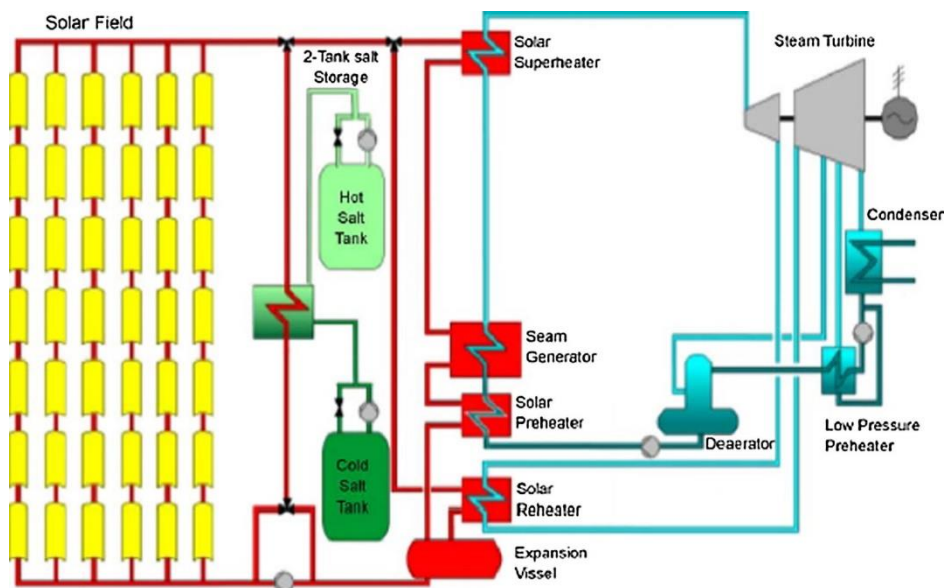 Solar Field
2-Tank salt
Storage
Solar
Superheater
Steam Turbine
Hot
Salt
Tank
Condenser
Seam
Generator
Solar
Preheater
Deaerator
Low Pressure
Preheater
Cold
Salt
Tank
Solar
Reheater
Expansion
Vissel